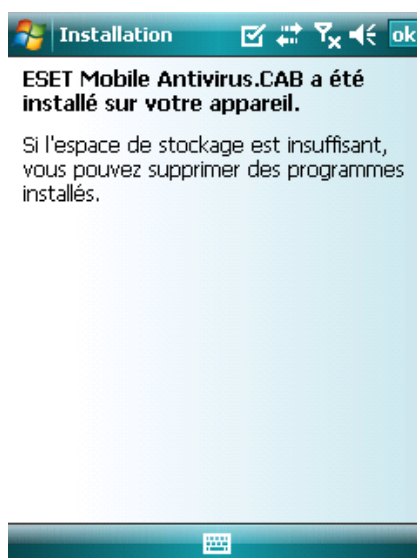 Installation
ok
ESET Mobile Antivirus.CAB a été
installé sur votre appareil.
Si l'espace de stockage est insuffisant,
vous pouvez supprimer des programmes
installés.